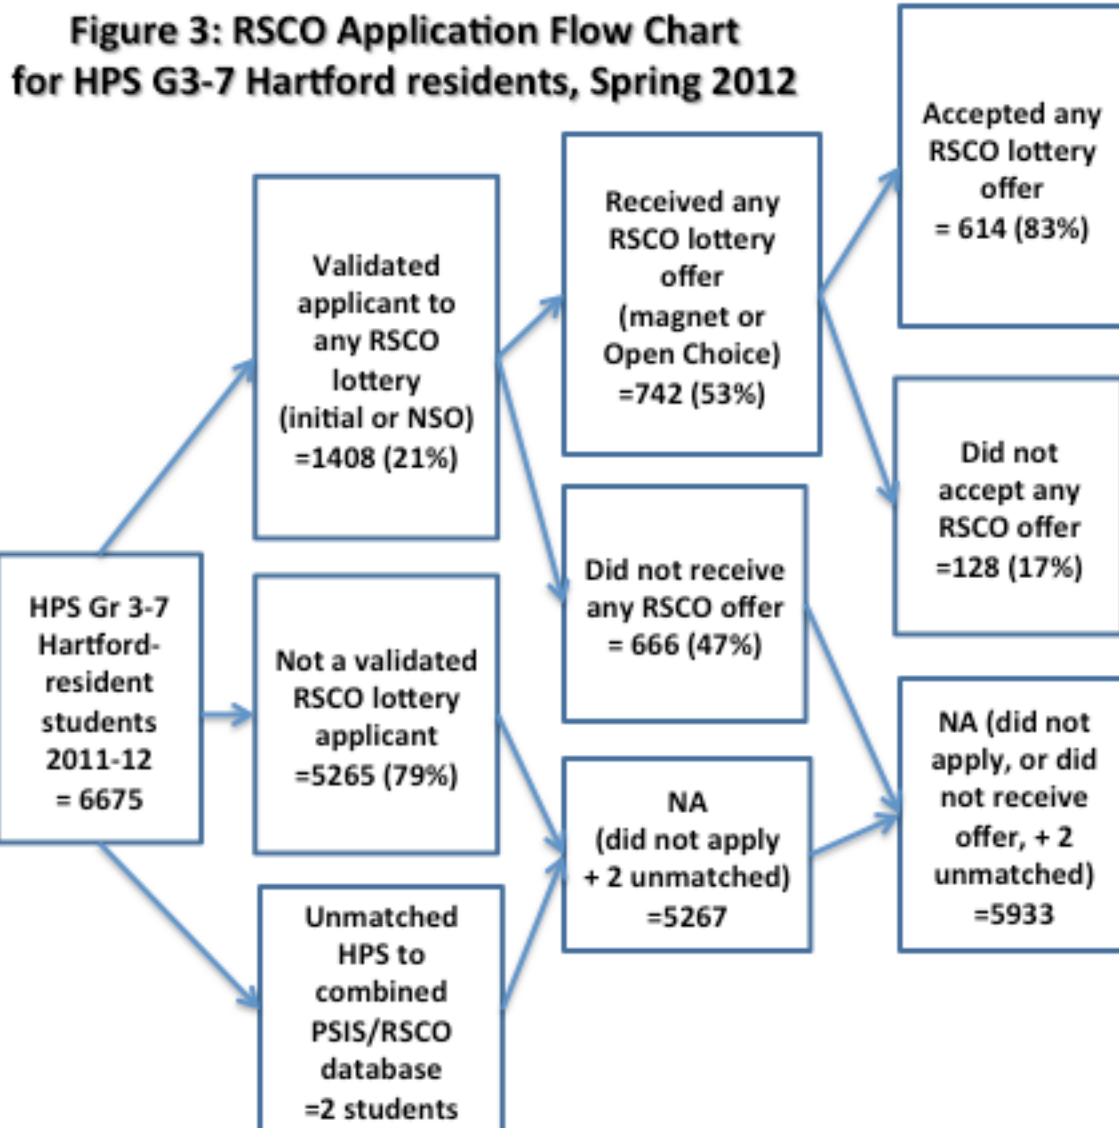 Figure 3: RSCO Application Flow Chart
for HPS G3-7 Hartford residents, Spring 2012
HPS Gr 3-7
Hartford-
resident
students
2011-12
= 6675
Validated
applicant to
any RSCO
lottery
(initial or NSO)
=1408 (21%)
Not a validated
RSCO lottery
applicant
=5265 (79%)
Unmatched
HPS to
combined
PSIS/RSCO
database
=2 students
Received any
RSCO lottery
offer
(magnet or
Open Choice)
=742 (53%)
Did not receive
any RSCO offer
= 666 (47%)
NA
(did not apply
+ 2 unmatched)
=5267
Accepted any
RSCO lottery
offer
= 614 (83%)
Did not
accept any
RSCO offer
=128 (17%)
NA (did not
apply, or did
not receive
offer, + 2
unmatched)
=5933